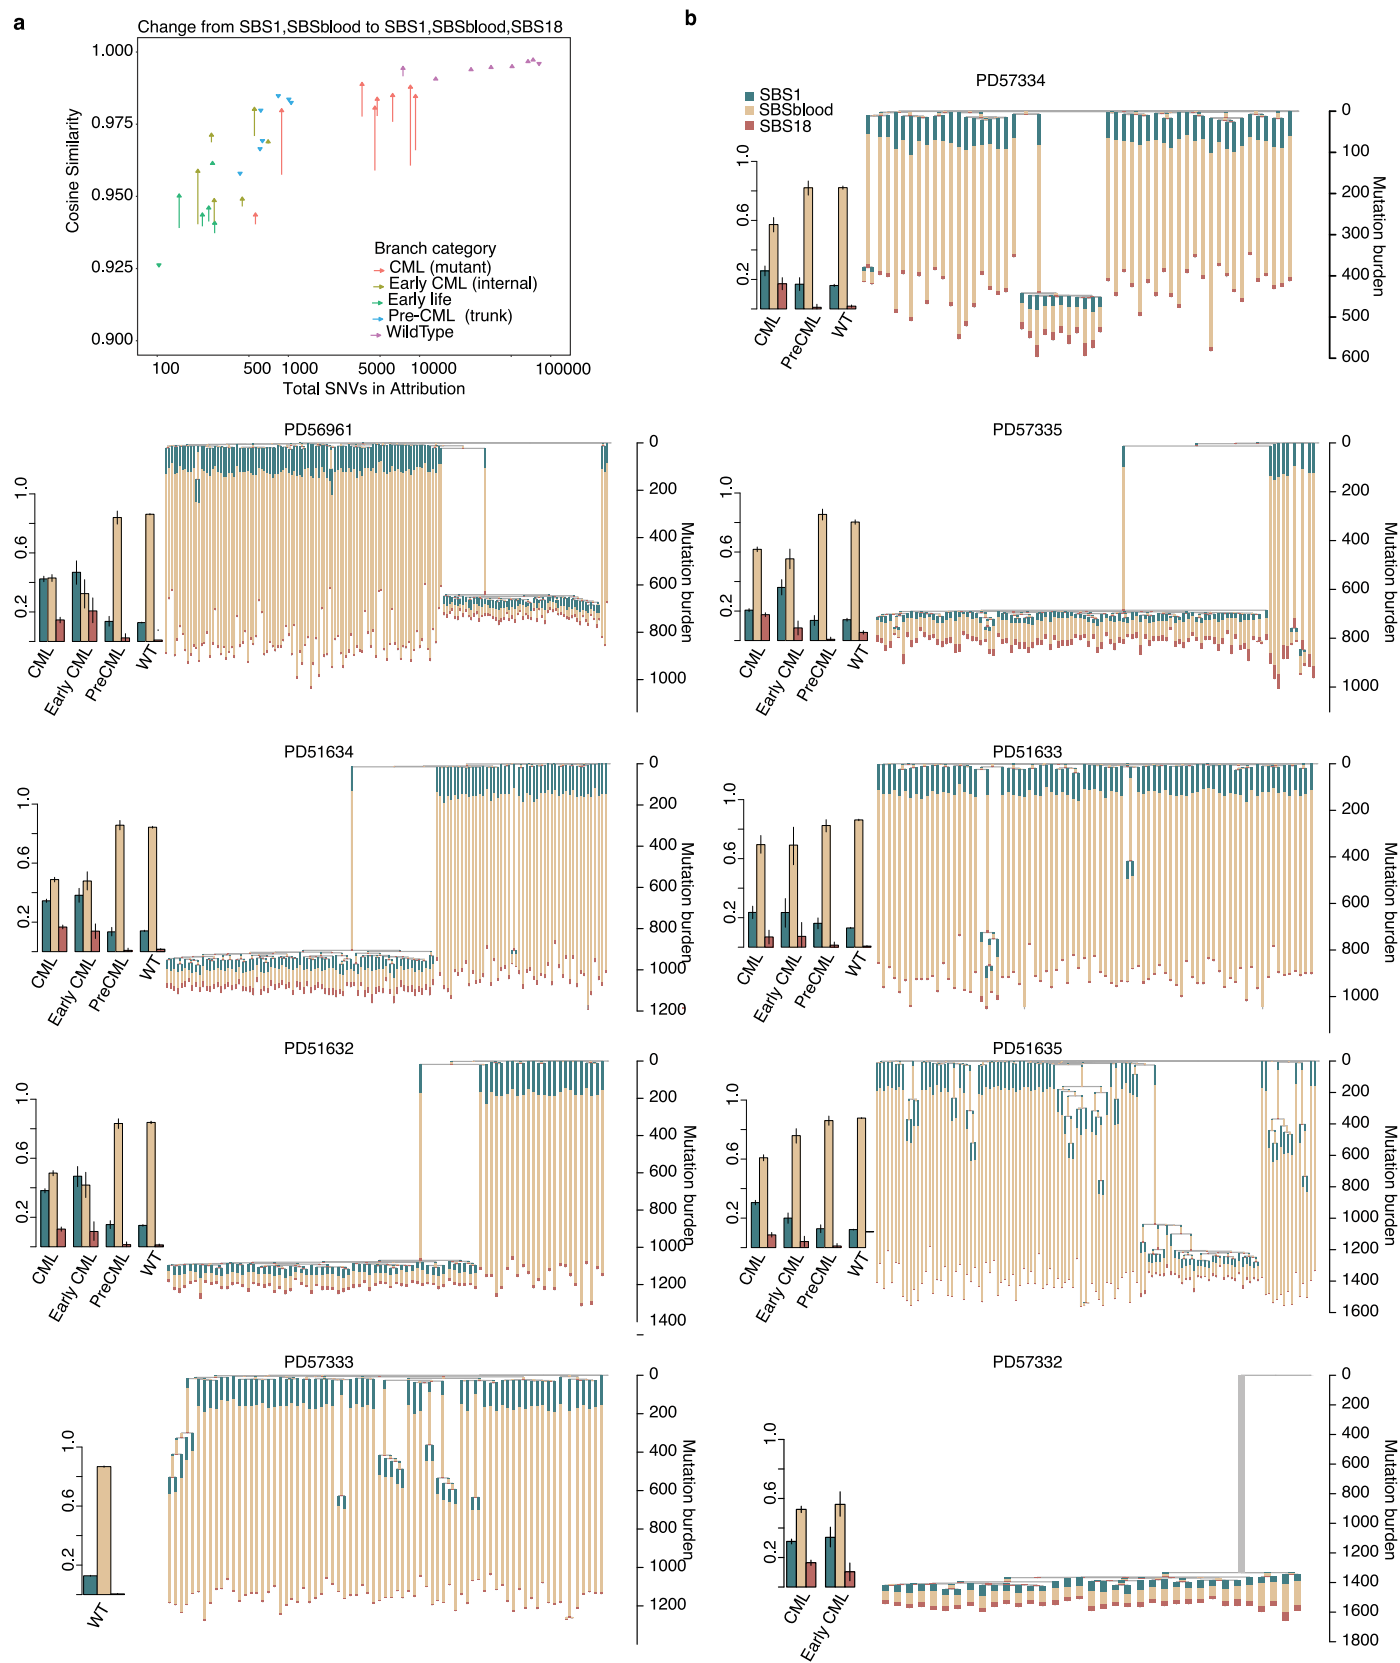 a
Change from SBS1,SBSblood to SBS1,SBSblood,SBS18
1.000
0.975
0.950
0.925
0.900
Cosine Similarity
100
500
1000
5000
10000
100000
Total SNVs in Attribution
Branch category
CML (mutant)
Early CML (internal)
Early life
Pre-CML (trunk)
WildType
b
PD57334
SBS1
SBSblood
SBS18
1.0
0.6
0.2
CML
PreCML
WT
0
100
200
300
400
500
600
Mutation burden
PD56961
1.0
0.6
0.2
CML
Early CML
PreCML
WT
0
200
400
600
800
1000
Mutation burden
PD57335
1.0
0.6
0.2
CML
Early CML
PreCML
WT
0
200
400
600
800
1000
Mutation burden
PD51634
1.0
0.6
0.2
CML
Early CML
PreCML
WT
0
200
400
600
800
1000
1200
Mutation burden
PD51633
1.0
0.6
0.2
CML
Early CML
PreCML
WT
0
200
400
600
800
1000
Mutation burden
PD51632
1.0
0.6
0.2
CML
Early CML
PreCML
WT
0
200
400
600
800
1000
1200
1400
Mutation burden
PD51635
1.0
0.6
0.2
CML
Early CML
PreCML
WT
0
200
400
600
800
1000
1200
1400
1600
Mutation burden
PD57333
1.0
0.6
0.2
WT
0
200
400
600
800
1000
1200
Mutation burden
PD57332
1.0
0.6
0.2
CML
Early CML
0
200
400
600
800
1000
1200
1400
1600
1800
Mutation burden